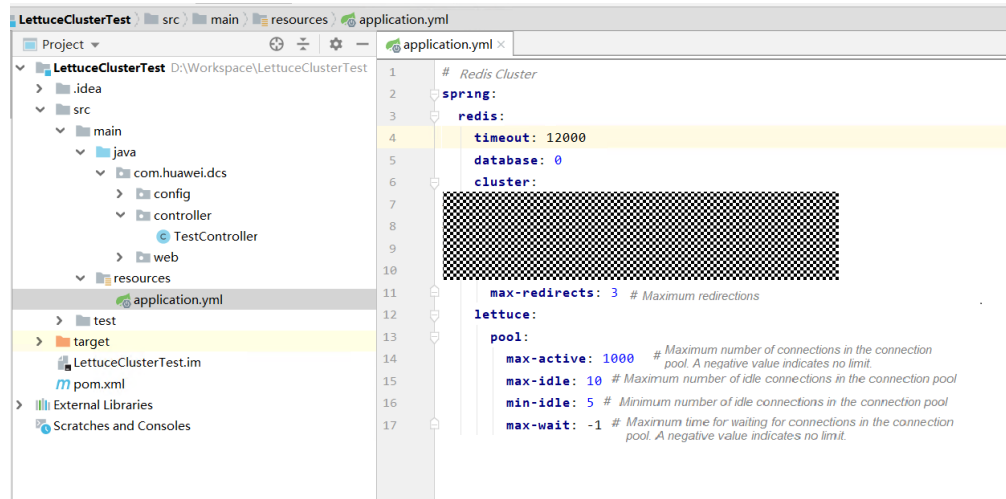 LettuceClusterTest src main resources application.yml
Project
application.yml
LettuceClusterTest D:\Workspace\LettuceClusterTest
.idea
src
main
java
com.huawei.dcs
config
controller
TestController
web
resources
application.yml
test
target
LettuceClusterTest.im
pom.xml
External Libraries
Scratches and Consoles
1 # Redis Cluster
2 spring:
3 redis:
4 timeout: 12000
5 database: 0
6 cluster:
7
8
9
10
11 max-redirects: 3 # Maximum redirections
12 lettuce:
13 pool:
14 max-active: 1000 # Maximum number of connections in the connection
pool. A negative value indicates no limit.
15 max-idle: 10 # Maximum number of idle connections in the connection pool
16 min-idle: 5 # Minimum number of idle connections in the connection pool
17 max-wait: -1 # Maximum time for waiting for connections in the connection
pool. A negative value indicates no limit.